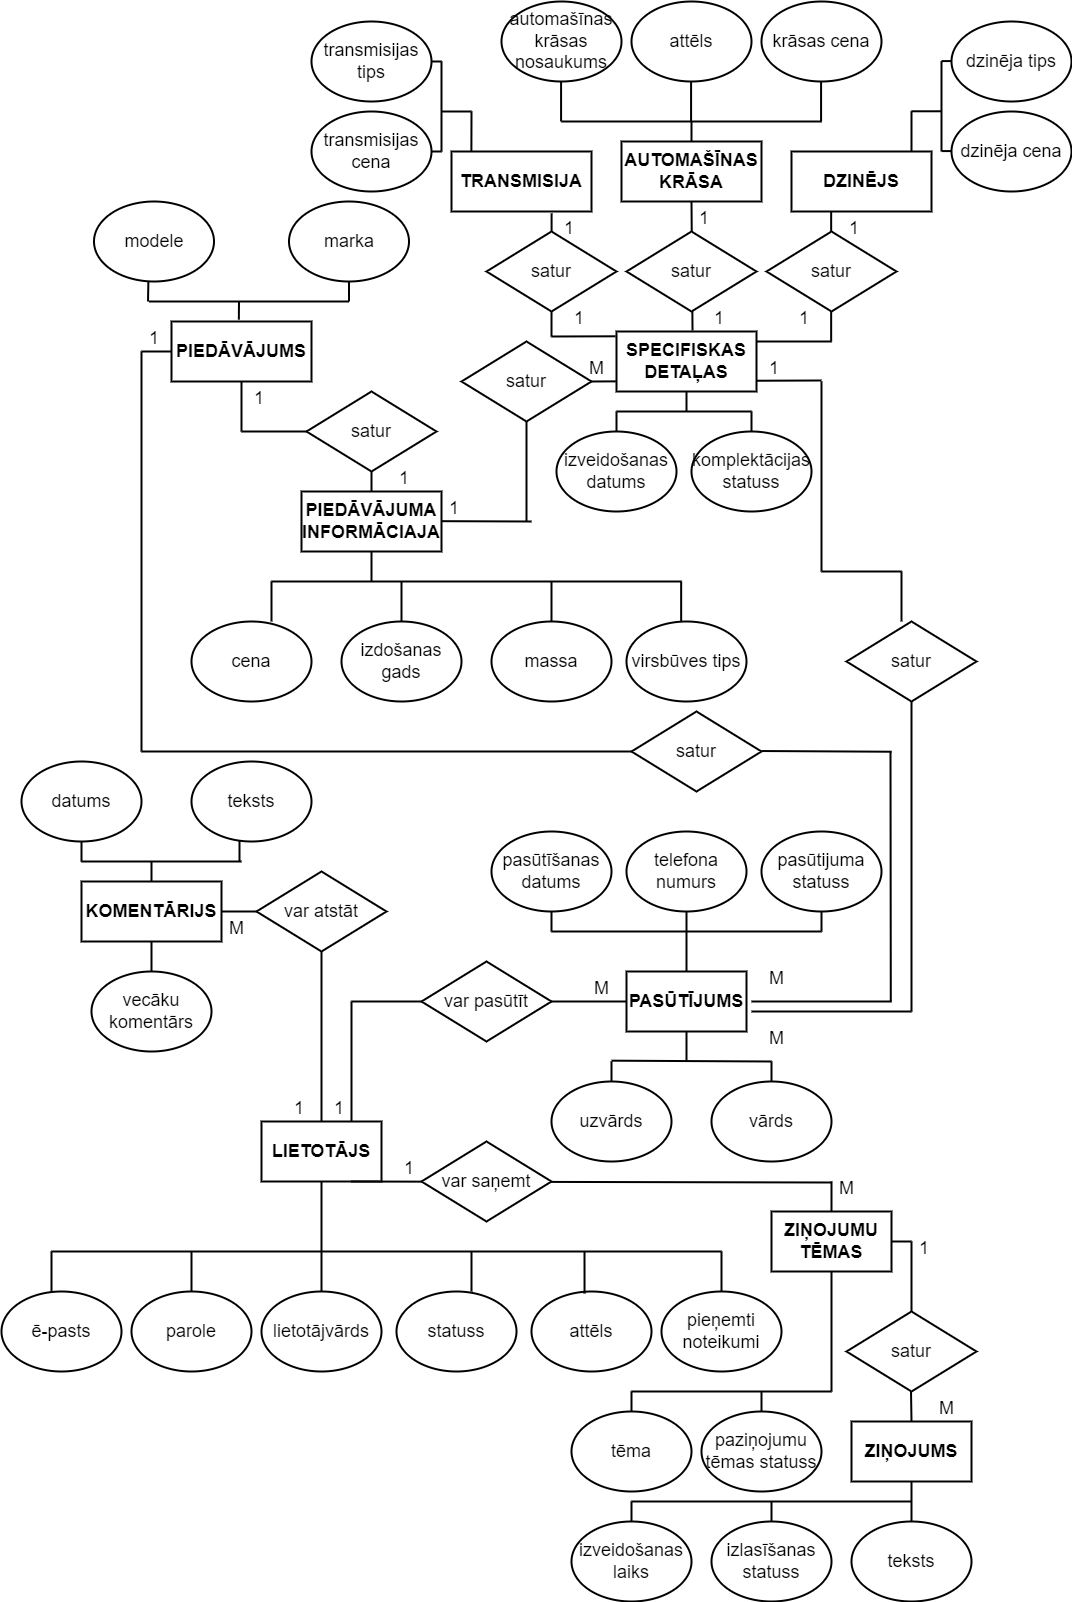 automašīnas
krāsas
nosaukums
attēls
krāsas cena
transmisijas
tips
dzinēja tips
transmisijas
cena
dzinēja cena
TRANSMISIJA
AUTOMAŠĪNAS
KRĀSA
DZINĒJS
1
1
1
modele
marka
satur
satur
satur
1
1
1
1
PIEDĀVĀJUMS
SPECIFISKAS
DETAĻAS
satur
M
1
1
satur
izveidošanas
datums
komplektācijas
statuss
1
PIEDĀVĀJUMA
INFORMĀCIAJA
1
cena
izdošanas
gads
massa
virsbūves tips
satur
satur
datums
teksts
pasūtīšanas
datums
telefona
numurs
pasūtijuma
statuss
KOMENTĀRIJS
M
var atstāt
vecāku
komentārs
var pasūtīt
M
PASŪTĪJUMS
M
M
1
1
uzvārds
vārds
LIETOTĀJS
1
var saņemt
M
ZIŅOJUMU
TĒMAS
1
ē-pasts
parole
lietotājvārds
statuss
attēls
pieņemti
noteikumi
satur
M
tēma
paziņojumu
tēmas statuss
ZIŅOJUMS
izveidošanas
laiks
izlasīšanas
statuss
teksts